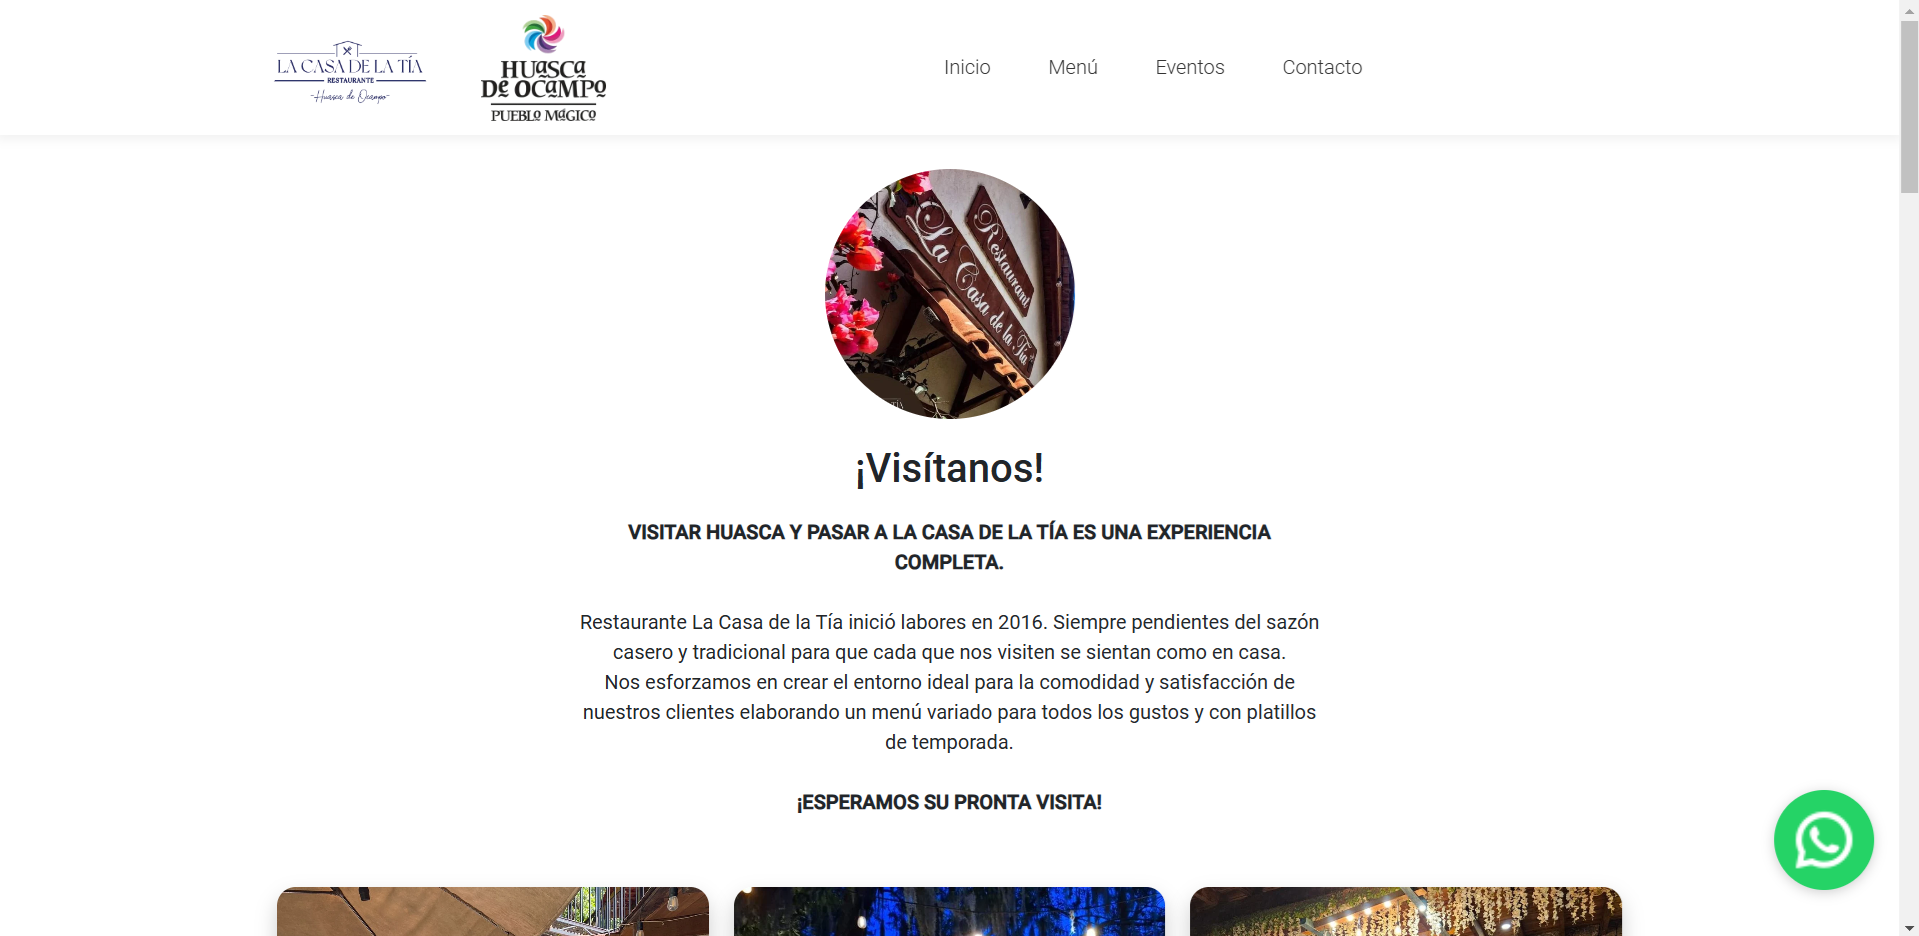 LA CASA DE LA TÍA
RESTAURANTE
-Huasca de Ocampo-
HUASCA
DE OCAMPO
PUEBLO MÁGICO
Inicio
Menú
Eventos
Contacto
Restaurant
La Casa de la Tía
¡Visítanos!
VISITAR HUASCA Y PASAR A LA CASA DE LA TÍA ES UNA EXPERIENCIA
COMPLETA.
Restaurante La Casa de la Tía inició labores en 2016. Siempre pendientes del sazón
casero y tradicional para que cada que nos visiten se sientan como en casa.
Nos esforzamos en crear el entorno ideal para la comodidad y satisfacción de
nuestros clientes elaborando un menú variado para todos los gustos y con platillos
de temporada.
¡ESPERAMOS SU PRONTA VISITA!